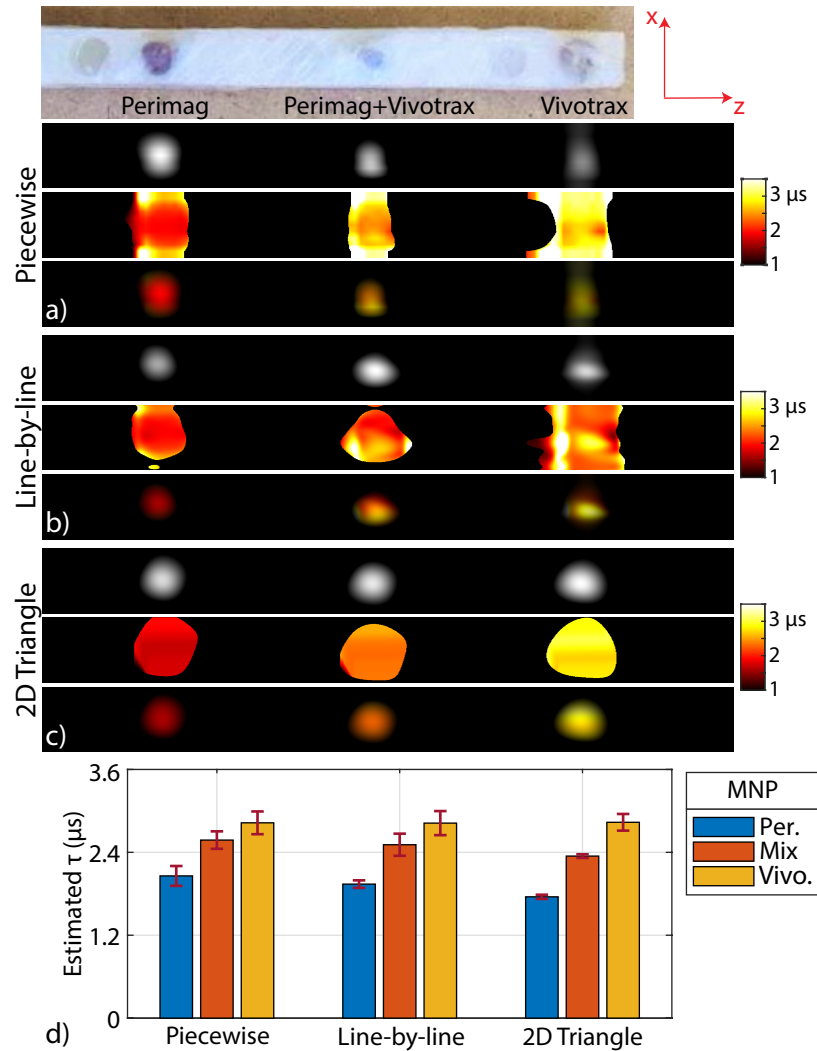 x
z
Perimag
Perimag+Vivotrax
Vivotrax
Piecewise
3 μs
2
1
a)
Line-by-line
3 μs
2
1
b)
2D Triangle
3 μs
2
1
c)
Estimated τ (μs)
3.6
2.4
1.2
0
Piecewise
Line-by-line
2D Triangle
d)
MNP
Per.
Mix
Vivo.